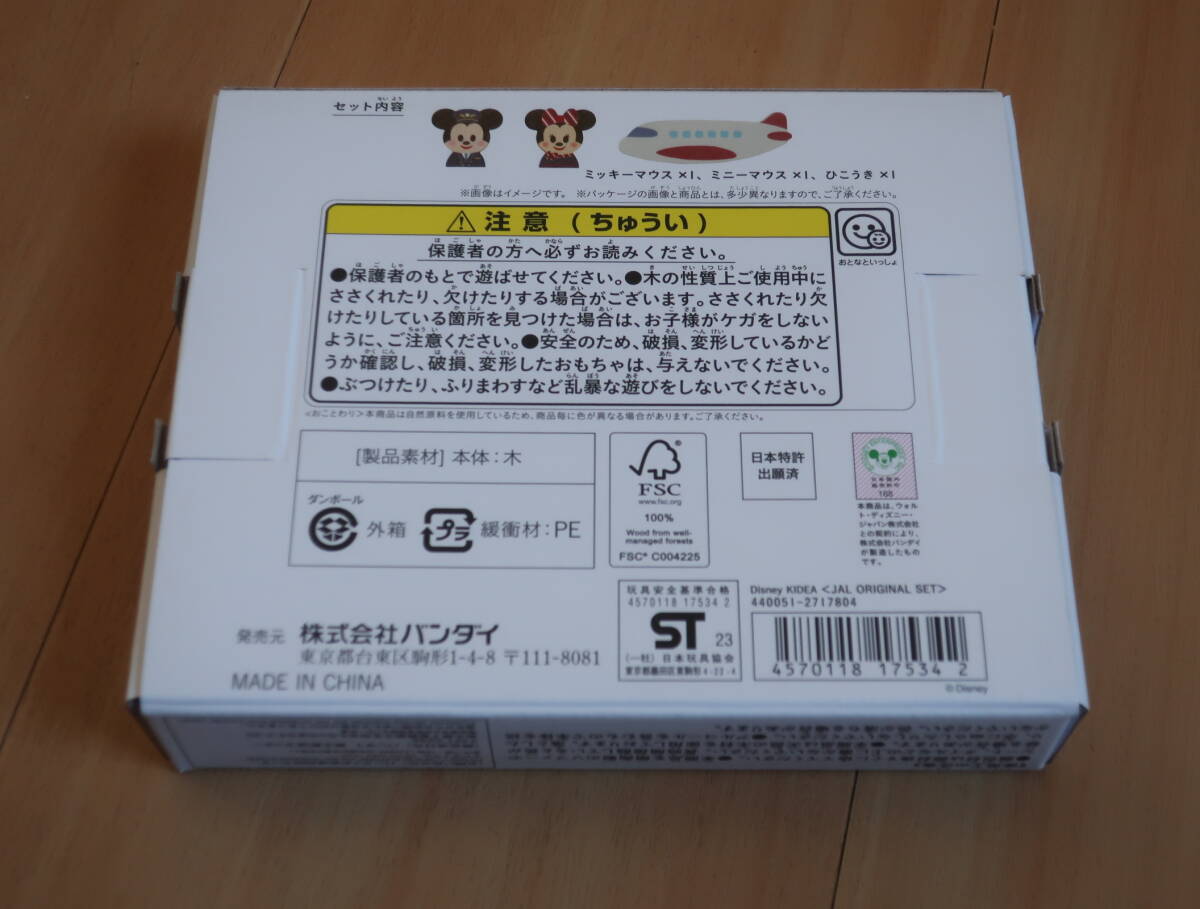 セット内容
ミッキーマウス×1、ミニーマウス×1、ひこうき×1
※画像はイメージです。 ※パッケージの画像と商品とは、多少異なりますので、ご了承ください。
注意(ちゅうい)
保護者の方へ必ずお読みください。
●保護者のもとで遊ばせてください。●木の性質上ご使用中に
ささくれたり、欠けたりする場合がございます。ささくれたり欠
けたりしている箇所を見つけた場合は、お子様がケガをしない
ように、ご注意ください。●安全のため、破損、変形しているかど
うか確認し、破損、変形したおもちゃは、与えないでください。
●ぶつけたり、ふりまわすなど乱暴な遊びをしないでください。
おとなといっしょ
<おことわり>本商品は自然原料を使用しているため、商品毎に色が異なる場合があります。ご了承ください。
[製品素材] 本体:木
ダンボール
外箱
プラ
緩衝材:PE
FSC
www.fsc.org
100%
Wood from well-
managed forests
FSC® C004225
日本特許
出願済
168
本商品は、ウォル
ト・ディズニー・
ジャパン株式会社
との契約により、
株式会社バンダイ
が製造したもの
です。
発売元 株式会社バンダイ
東京都台東区駒形1-4-8 〒111-8081
MADE IN CHINA
玩具安全基準合格
4570118 17534 2
ST 23
(一社)日本玩具協会
東京都墨田区東駒形4-22-4
Disney KIDEA <JAL ORIGINAL SET>
440051-2717804
4570118 17534 2
©Disney